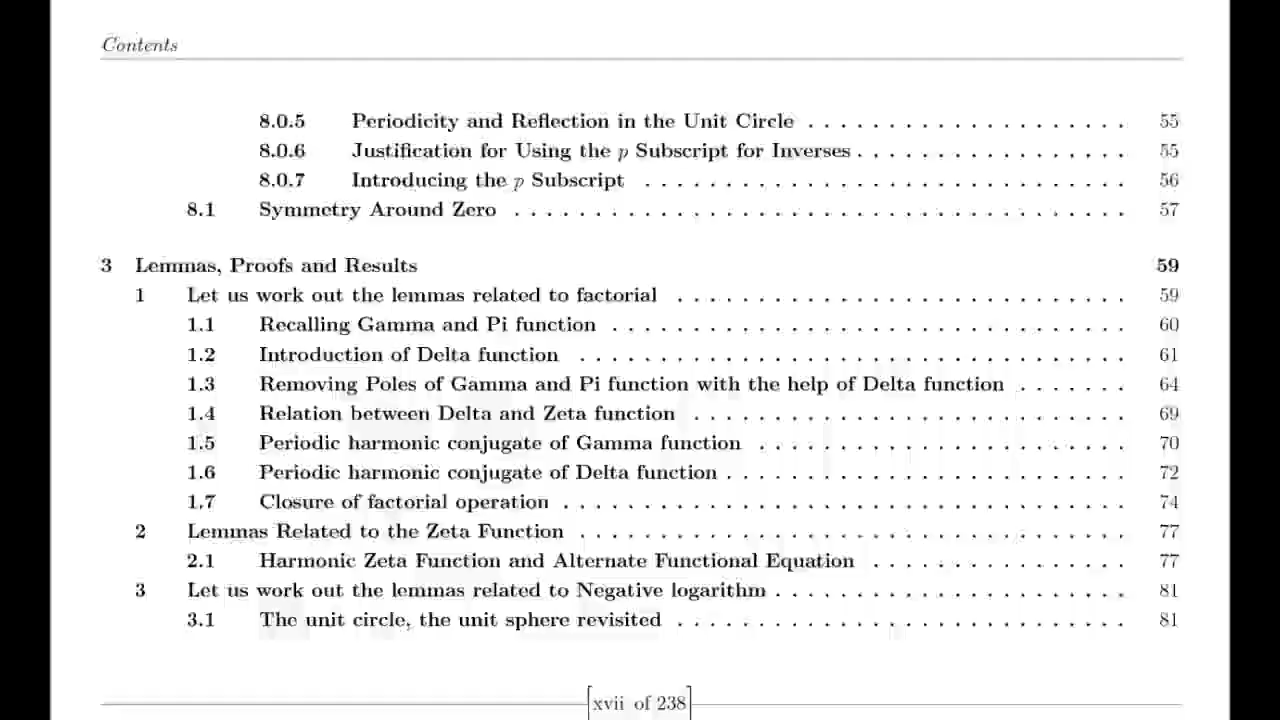 Contents
8.0.5 Periodicity and Reflection in the Unit Circle . . . . . . . . . . . . . . . . . . . . 55
8.0.6 Justification for Using the p Subscript for Inverses . . . . . . . . . . . . . . . . . 55
8.0.7 Introducing the p Subscript . . . . . . . . . . . . . . . . . . . . . . . . . . . . . . 56
8.1 Symmetry Around Zero . . . . . . . . . . . . . . . . . . . . . . . . . . . . . . . . . . . . . . 57
3 Lemmas, Proofs and Results 59
1 Let us work out the lemmas related to factorial . . . . . . . . . . . . . . . . . . . . . . . . . . . . 59
1.1 Recalling Gamma and Pi function . . . . . . . . . . . . . . . . . . . . . . . . . . . . . . . . 60
1.2 Introduction of Delta function . . . . . . . . . . . . . . . . . . . . . . . . . . . . . . . . . . 61
1.3 Removing Poles of Gamma and Pi function with the help of Delta function . . . . . . . 64
1.4 Relation between Delta and Zeta function . . . . . . . . . . . . . . . . . . . . . . . . . . . 69
1.5 Periodic harmonic conjugate of Gamma function . . . . . . . . . . . . . . . . . . . . . . . 70
1.6 Periodic harmonic conjugate of Delta function . . . . . . . . . . . . . . . . . . . . . . . . . 72
1.7 Closure of factorial operation . . . . . . . . . . . . . . . . . . . . . . . . . . . . . . . . . . . 74
2 Lemmas Related to the Zeta Function . . . . . . . . . . . . . . . . . . . . . . . . . . . . . . . . . . 77
2.1 Harmonic Zeta Function and Alternate Functional Equation . . . . . . . . . . . . . . . . 77
3 Let us work out the lemmas related to Negative logarithm . . . . . . . . . . . . . . . . . . . . . . 81
3.1 The unit circle, the unit sphere revisited . . . . . . . . . . . . . . . . . . . . . . . . . . . . 81
[xvii of 238]